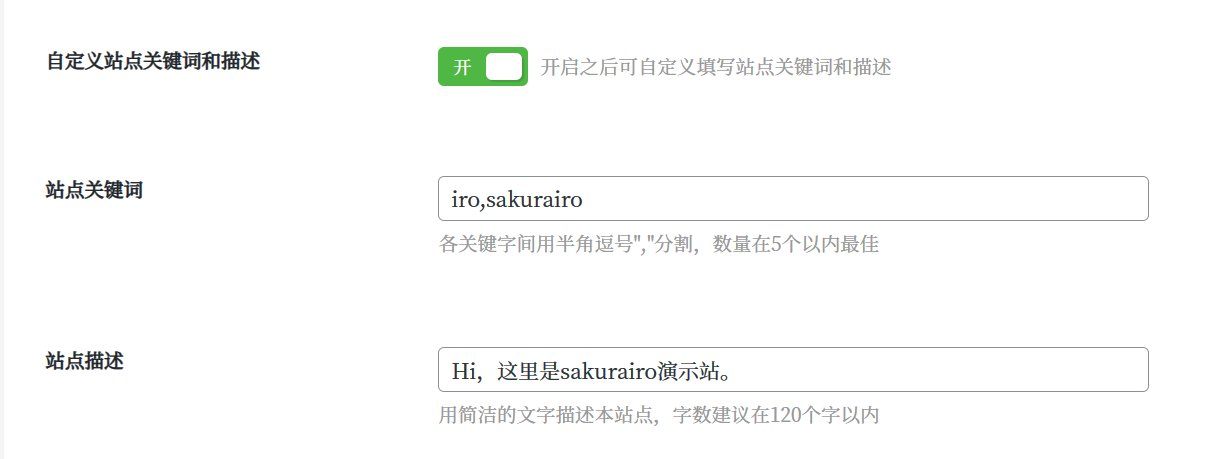 自定义站点关键词和描述
开 开启之后可自定义填写站点关键词和描述
站点关键词
iro,sakurairo
各关键字间用半角逗号","分割，数量在5个以内最佳
站点描述
Hi，这里是sakurairo演示站。
用简洁的文字描述本站点，字数建议在120个字以内